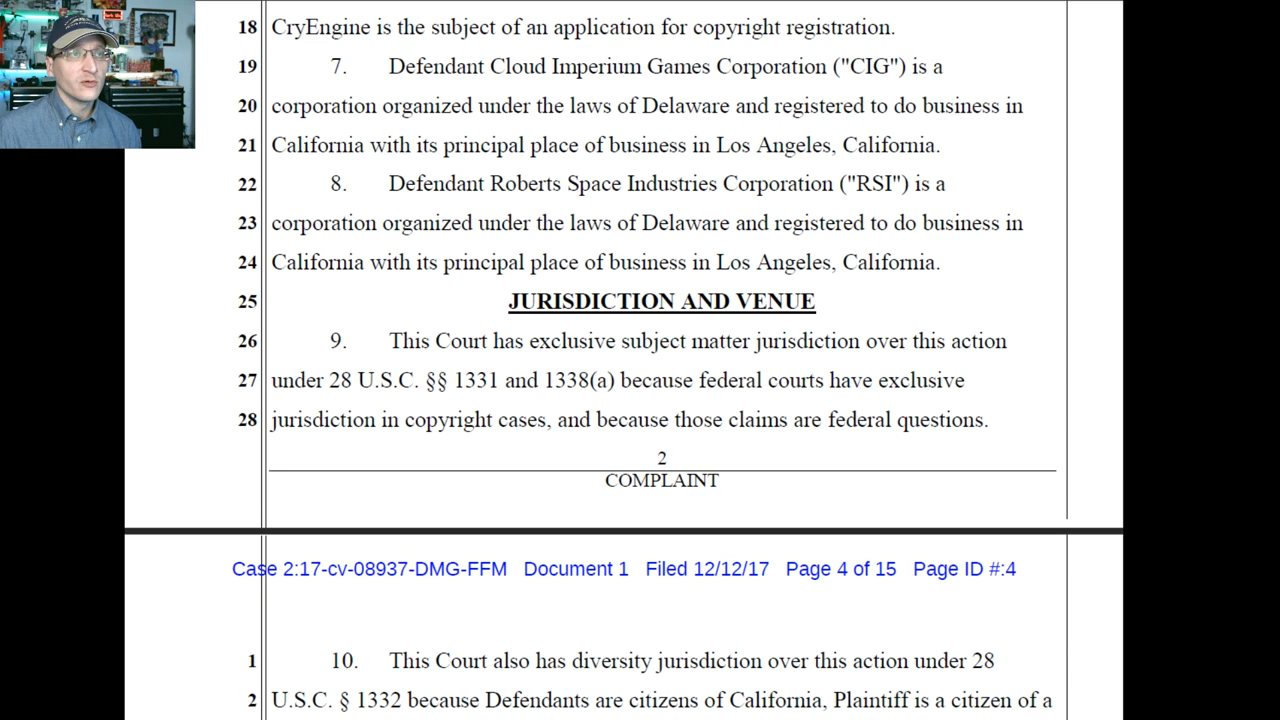 18 CryEngine is the subject of an application for copyright registration.
19 7. Defendant Cloud Imperium Games Corporation ("CIG") is a
20 corporation organized under the laws of Delaware and registered to do business in
21 California with its principal place of business in Los Angeles, California.
22 8. Defendant Roberts Space Industries Corporation ("RSI") is a
23 corporation organized under the laws of Delaware and registered to do business in
24 California with its principal place of business in Los Angeles, California.
25 JURISDICTION AND VENUE
26 9. This Court has exclusive subject matter jurisdiction over this action
27 under 28 U.S.C. §§ 1331 and 1338(a) because federal courts have exclusive
28 jurisdiction in copyright cases, and because those claims are federal questions.
2
COMPLAINT
Case 2:17-cv-08937-DMG-FFM Document 1 Filed 12/12/17 Page 4 of 15 Page ID #:4
1 10. This Court also has diversity jurisdiction over this action under 28
2 U.S.C. § 1332 because Defendants are citizens of California, Plaintiff is a citizen of a